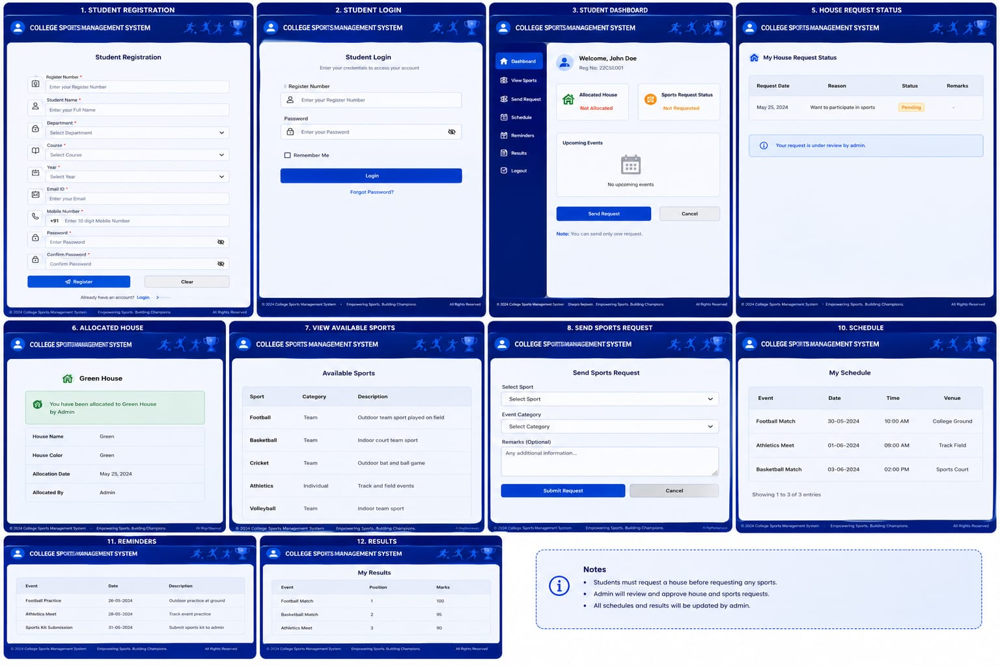 1. STUDENT REGISTRATION
COLLEGE SPORTS MANAGEMENT SYSTEM
Student Registration
Register Number *
Enter your Register Number
Student Name *
Enter your Full Name
Department *
Select Department
Course *
Select Course
Year *
Select Year
Email ID *
Enter your Email
Mobile Number *
+91 Enter 10 digit Mobile Number
Password *
Enter Password
Confirm Password *
Confirm Password
Register Clear
Already have an account? Login
© 2024 College Sports Management System Empowering Sports. Building Champions. All Rights Reserved
2. STUDENT LOGIN
COLLEGE SPORTS MANAGEMENT SYSTEM
Student Login
Enter your credentials to access your account
Register Number
Enter your Register Number
Password
Enter your Password
Remember Me
Login
Forgot Password?
© 2024 College Sports Management System • Empowering Sports. Building Champions. All Rights Reserved
3. STUDENT DASHBOARD
COLLEGE SPORTS MANAGEMENT SYSTEM
Dashboard
View Sports
Send Request
Schedule
Reminders
Results
Logout
Welcome, John Doe
Reg No: 22CSE001
Allocated House
Not Allocated
Sports Request Status
Not Requested
Upcoming Events
No upcoming events
Send Request Cancel
Note: You can send only one request.
© 2024 College Sports Management System Empowering Sports. Building Champions. All Rights Reserved
5. HOUSE REQUEST STATUS
COLLEGE SPORTS MANAGEMENT SYSTEM
My House Request Status
Request Date Reason Status Remarks
May 25, 2024 Want to participate in sports Pending -
Your request is under review by admin.
© 2024 College Sports Management System Empowering Sports. Building Champions. All Rights Reserved
6. ALLOCATED HOUSE
COLLEGE SPORTS MANAGEMENT SYSTEM
Green House
You have been allocated to Green House
by Admin
House Name Green
House Color Green
Allocation Date May 25, 2024
Allocated By Admin
© 2024 College Sports Management System Empowering Sports. Building Champions.
7. VIEW AVAILABLE SPORTS
COLLEGE SPORTS MANAGEMENT SYSTEM
Available Sports
Sport Category Description
Football Team Outdoor team sport played on field
Basketball Team Indoor court team sport
Cricket Team Outdoor bat and ball game
Athletics Individual Track and field events
Volleyball Team Indoor team sport
© 2024 College Sports Management System Empowering Sports. Building Champions.
8. SEND SPORTS REQUEST
COLLEGE SPORTS MANAGEMENT SYSTEM
Send Sports Request
Select Sport
Select Sport
Event Category
Select Category
Remarks (Optional)
Any additional information...
Submit Request Cancel
© 2024 College Sports Management System Empowering Sports. Building Champions.
10. SCHEDULE
COLLEGE SPORTS MANAGEMENT SYSTEM
My Schedule
Event Date Time Venue
Football Match 30-05-2024 10:00 AM College Ground
Athletics Meet 01-06-2024 09:00 AM Track Field
Basketball Match 03-06-2024 02:00 PM Sports Court
Showing 1 to 3 of 3 entries
© 2024 College Sports Management System Empowering Sports. Building Champions. All Rights Reserved
11. REMINDERS
COLLEGE SPORTS MANAGEMENT SYSTEM
Event Date Description
Football Practice 26-05-2024 Outdoor practice at ground
Athletics Meet 28-05-2024 Track event practice
Sports Kit Submission 31-05-2024 Submit sports kit to admin
© 2024 College Sports Management System Empowering Sports. Building Champions. All Rights Reserved
12. RESULTS
COLLEGE SPORTS MANAGEMENT SYSTEM
My Results
Event Position Marks
Football Match 1 100
Basketball Match 2 95
Athletics Meet 3 90
© 2024 College Sports Management System Empowering Sports. Building Champions. All Rights Reserved
Notes
• Students must request a house before requesting any sports.
• Admin will review and approve house and sports requests.
• All schedules and results will be updated by admin.